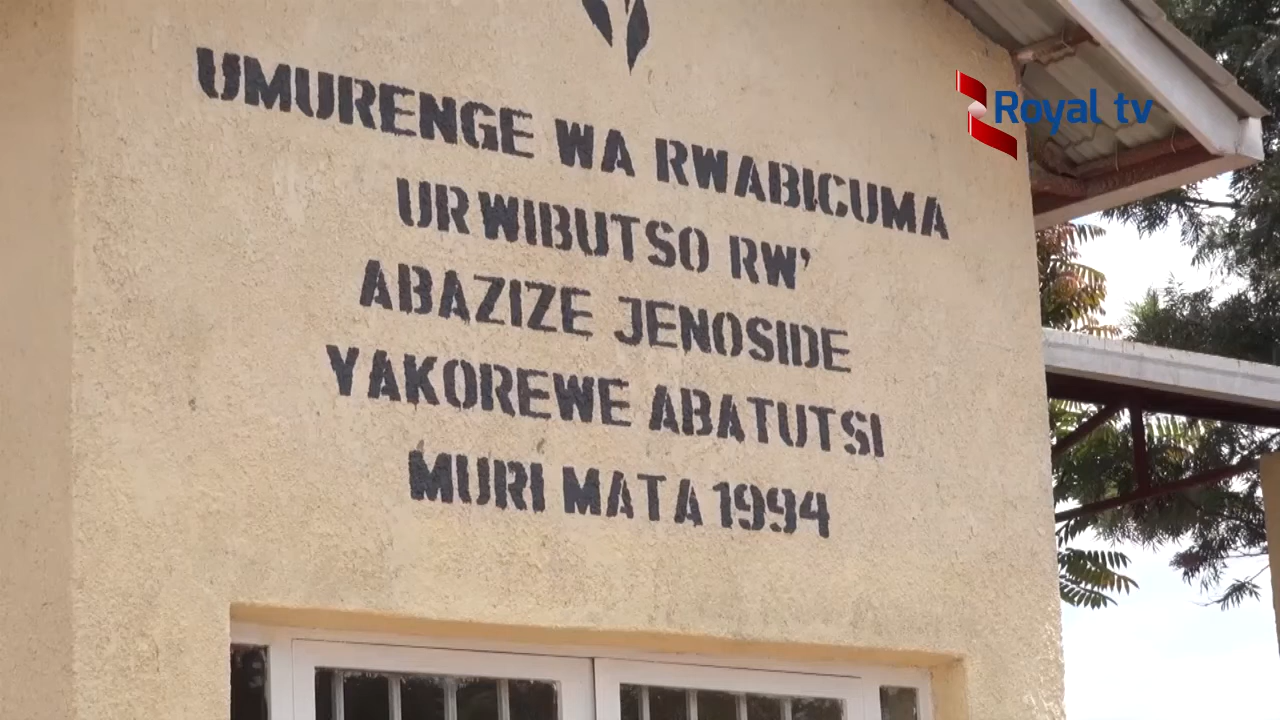 Royal tv
UMURENGE WA RWABICUMA
URWIBUTSO RW'
ABAZIZE JENOSIDE
YAKOREWE ABATUTSI
MURI MATA 1994